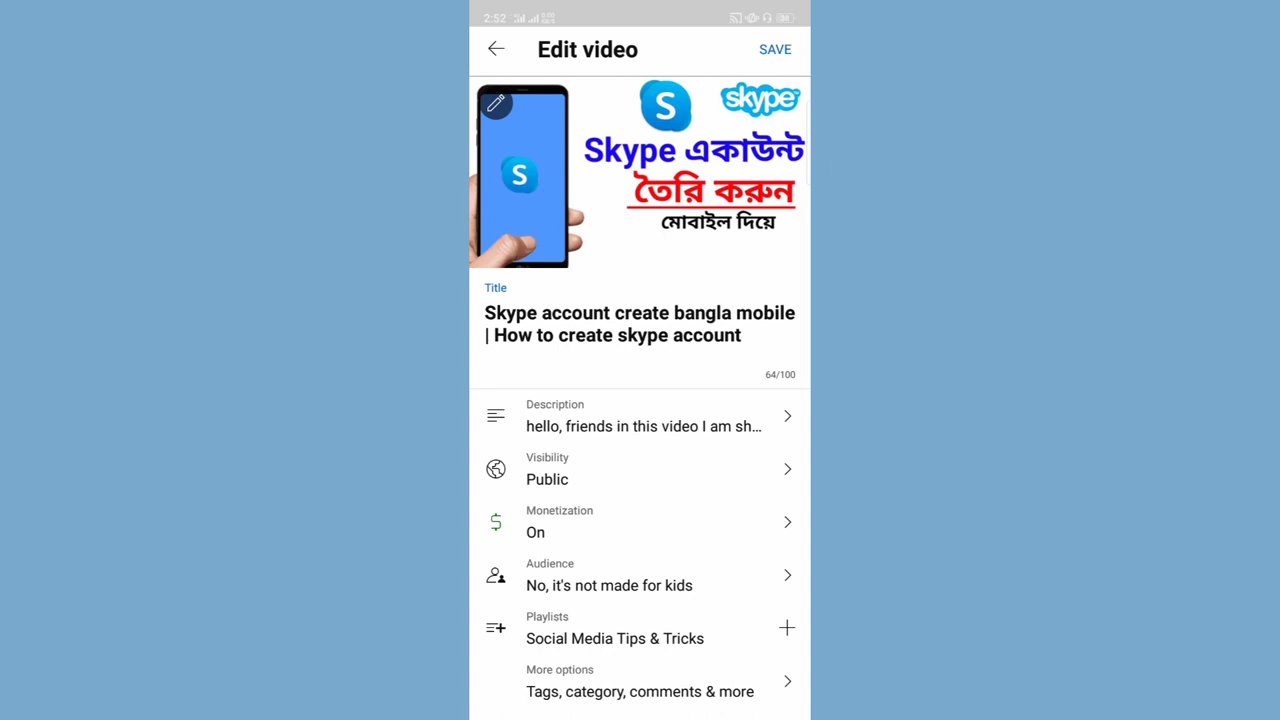 2:52
Edit video
SAVE
S
skype
S
Skype একাউন্ট
তৈরি করুন
মোবাইল দিয়ে
Title
Skype account create bangla mobile
| How to create skype account
64/100
Description
hello, friends in this video I am sh...
Visibility
Public
Monetization
On
Audience
No, it's not made for kids
Playlists
Social Media Tips & Tricks
More options
Tags, category, comments & more